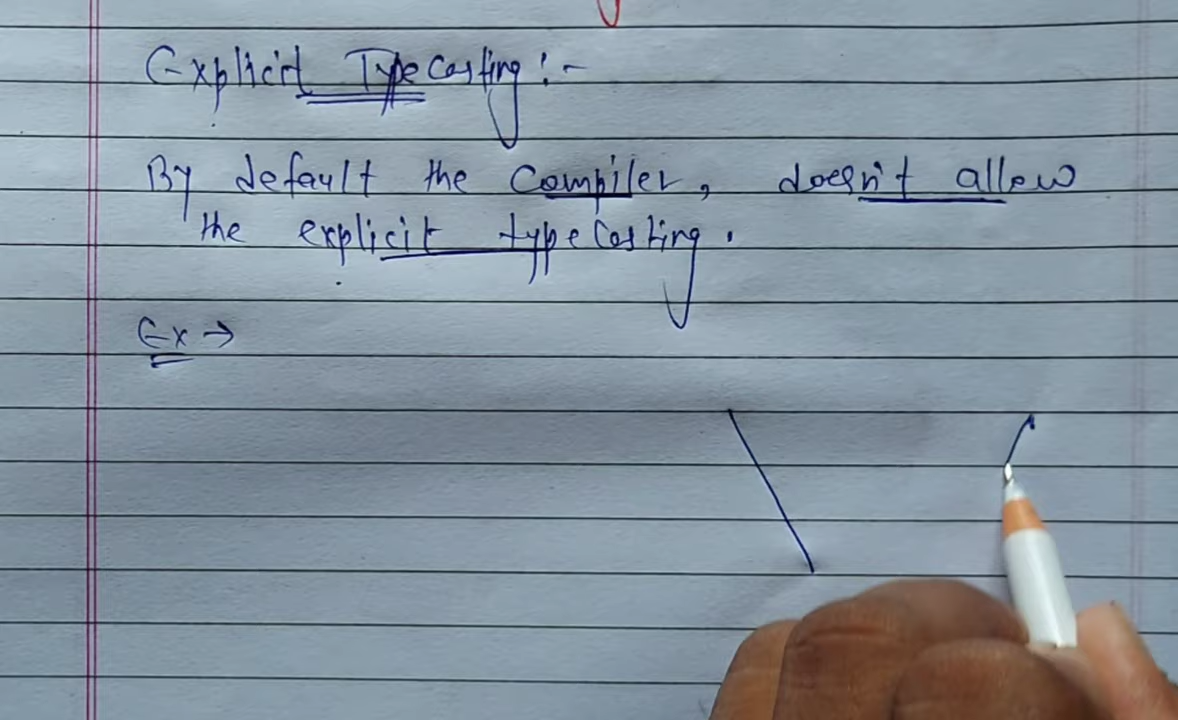 Explicit Typecasting :-
By default the Compiler, doesn't allow
the explicit typecasting.
Ex →